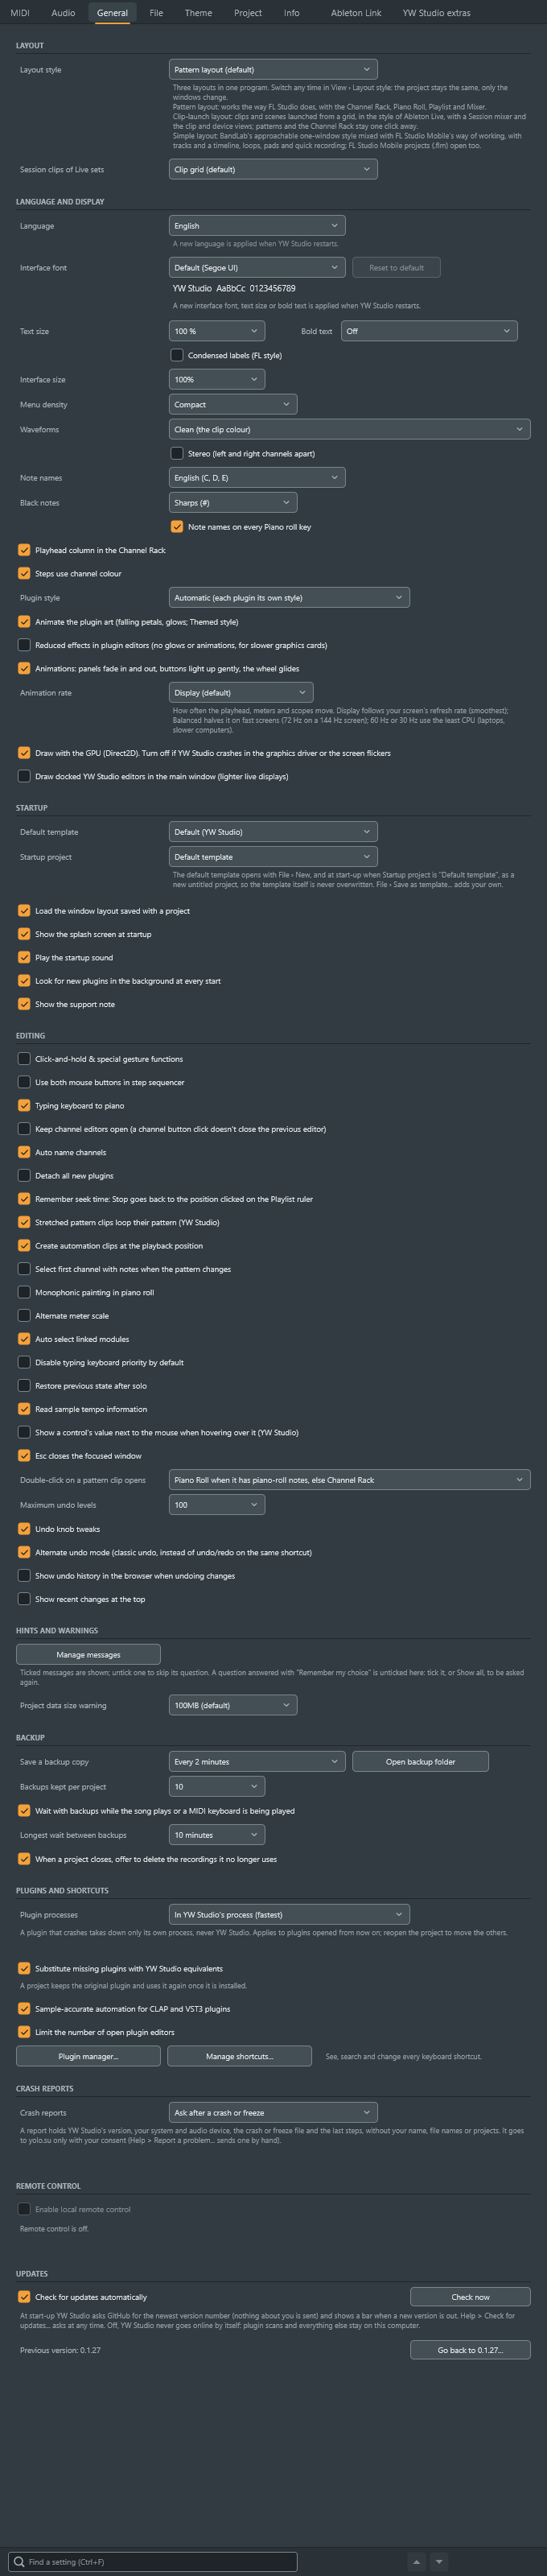 MIDI Audio General File Theme Project Info Ableton Link YW Studio extras
LAYOUT
Layout style Pattern layout (default)
Three layouts in one program. Switch any time in View › Layout style: the project stays the same, only the
windows change.
Pattern layout: works the way FL Studio does, with the Channel Rack, Piano Roll, Playlist and Mixer.
Clip-launch layout: clips and scenes launched from a grid, in the style of Ableton Live, with a Session mixer and
the clip and device views; patterns and the Channel Rack stay one click away.
Simple layout: BandLab's approachable one-window style mixed with FL Studio Mobile's way of working, with
tracks and a timeline, loops, pads and quick recording; FL Studio Mobile projects (.flm) open too.
Session clips of Live sets Clip grid (default)
LANGUAGE AND DISPLAY
Language English
A new language is applied when YW Studio restarts.
Interface font Default (Segoe UI) Reset to default
YW Studio AaBbCc 0123456789
A new interface font, text size or bold text is applied when YW Studio restarts.
Text size 100 % Bold text Off
Condensed labels (FL style)
Interface size 100%
Menu density Compact
Waveforms Clean (the clip colour)
Stereo (left and right channels apart)
Note names English (C, D, E)
Black notes Sharps (#)
Note names on every Piano roll key
Playhead column in the Channel Rack
Steps use channel colour
Plugin style Automatic (each plugin its own style)
Animate the plugin art (falling petals, glows; Themed style)
Reduced effects in plugin editors (no glows or animations, for slower graphics cards)
Animations: panels fade in and out, buttons light up gently, the wheel glides
Animation rate Display (default)
How often the playhead, meters and scopes move. Display follows your screen's refresh rate (smoothest);
Balanced halves it on fast screens (72 Hz on a 144 Hz screen); 60 Hz or 30 Hz use the least CPU (laptops,
slower computers).
Draw with the GPU (Direct2D). Turn off if YW Studio crashes in the graphics driver or the screen flickers
Draw docked YW Studio editors in the main window (lighter live displays)
STARTUP
Default template Default (YW Studio)
Startup project Default template
The default template opens with File › New, and at start-up when Startup project is "Default template", as a
new untitled project, so the template itself is never overwritten. File › Save as template... adds your own.
Load the window layout saved with a project
Show the splash screen at startup
Play the startup sound
Look for new plugins in the background at every start
Show the support note
EDITING
Click-and-hold & special gesture functions
Use both mouse buttons in step sequencer
Typing keyboard to piano
Keep channel editors open (a channel button click doesn't close the previous editor)
Auto name channels
Detach all new plugins
Remember seek time: Stop goes back to the position clicked on the Playlist ruler
Stretched pattern clips loop their pattern (YW Studio)
Create automation clips at the playback position
Select first channel with notes when the pattern changes
Monophonic painting in piano roll
Alternate meter scale
Auto select linked modules
Disable typing keyboard priority by default
Restore previous state after solo
Read sample tempo information
Show a control's value next to the mouse when hovering over it (YW Studio)
Esc closes the focused window
Double-click on a pattern clip opens Piano Roll when it has piano-roll notes, else Channel Rack
Maximum undo levels 100
Undo knob tweaks
Alternate undo mode (classic undo, instead of undo/redo on the same shortcut)
Show undo history in the browser when undoing changes
Show recent changes at the top
HINTS AND WARNINGS
Manage messages
Ticked messages are shown; untick one to skip its question. A question answered with "Remember my choice" is unticked here: tick it, or Show all, to be asked
again.
Project data size warning 100MB (default)
BACKUP
Save a backup copy Every 2 minutes Open backup folder
Backups kept per project 10
Wait with backups while the song plays or a MIDI keyboard is being played
Longest wait between backups 10 minutes
When a project closes, offer to delete the recordings it no longer uses
PLUGINS AND SHORTCUTS
Plugin processes In YW Studio's process (fastest)
A plugin that crashes takes down only its own process, never YW Studio. Applies to plugins opened from now on; reopen the project to move the others.
Substitute missing plugins with YW Studio equivalents
A project keeps the original plugin and uses it again once it is installed.
Sample-accurate automation for CLAP and VST3 plugins
Limit the number of open plugin editors
Plugin manager... Manage shortcuts... See, search and change every keyboard shortcut.
CRASH REPORTS
Crash reports Ask after a crash or freeze
A report holds YW Studio's version, your system and audio device, the crash or freeze file and the last steps, without your name, file names or projects. It goes
to yolo.su only with your consent (Help > Report a problem... sends one by hand).
REMOTE CONTROL
Enable local remote control
Remote control is off.
UPDATES
Check for updates automatically Check now
At start-up YW Studio asks GitHub for the newest version number (nothing about you is sent) and shows a bar when a new version is out. Help > Check for
updates... asks at any time. Off, YW Studio never goes online by itself: plugin scans and everything else stay on this computer.
Previous version: 0.1.27 Go back to 0.1.27...
Find a setting (Ctrl+F)